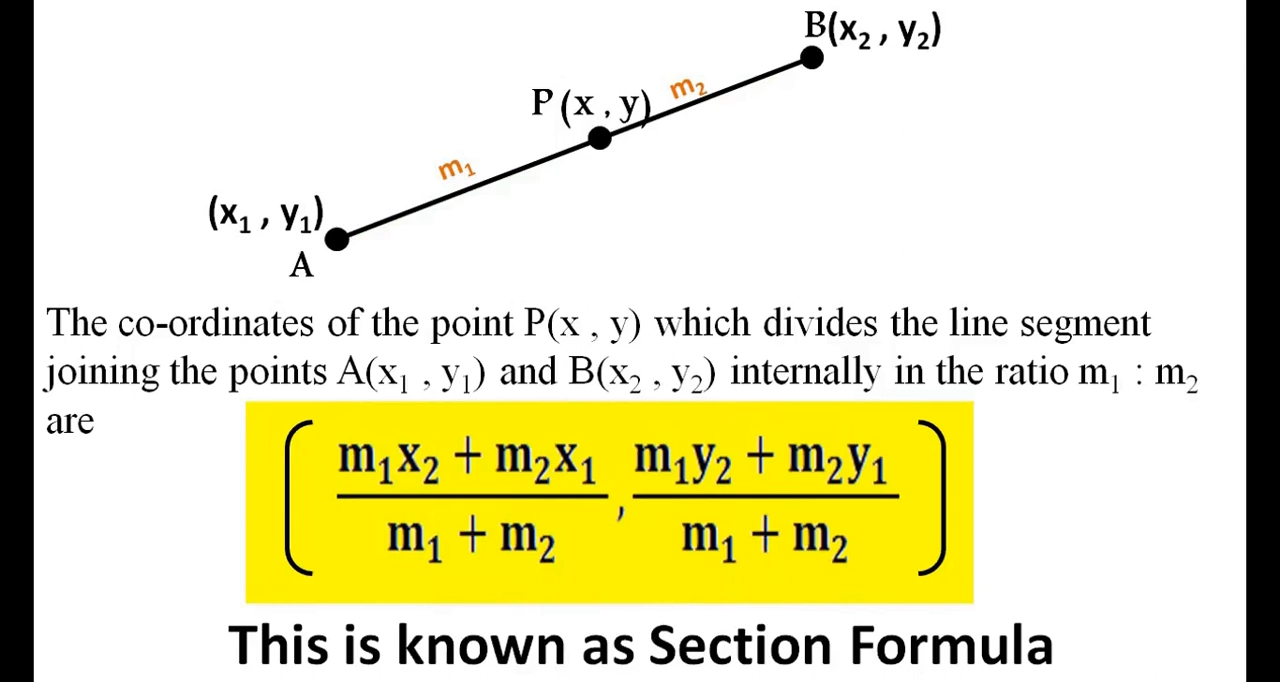 B(x₂ , y₂)
P (x , y)
m₂
m₁
(x₁ , y₁)
A
The co-ordinates of the point P(x , y) which divides the line segment
joining the points A(x₁ , y₁) and B(x₂ , y₂) internally in the ratio m₁ : m₂
are
( m₁x₂ + m₂x₁ / m₁ + m₂ , m₁y₂ + m₂y₁ / m₁ + m₂ )
This is known as Section Formula